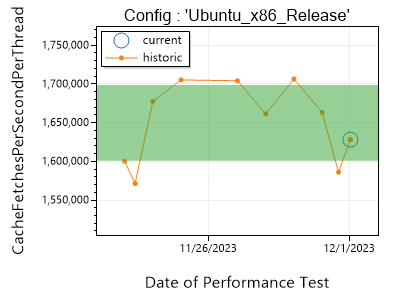 Config : 'Ubuntu_x86_Release'
CacheFetchesPerSecondPerThread
1,750,000
1,700,000
1,650,000
1,600,000
1,550,000
current
historic
11/26/2023
12/1/2023
Date of Performance Test